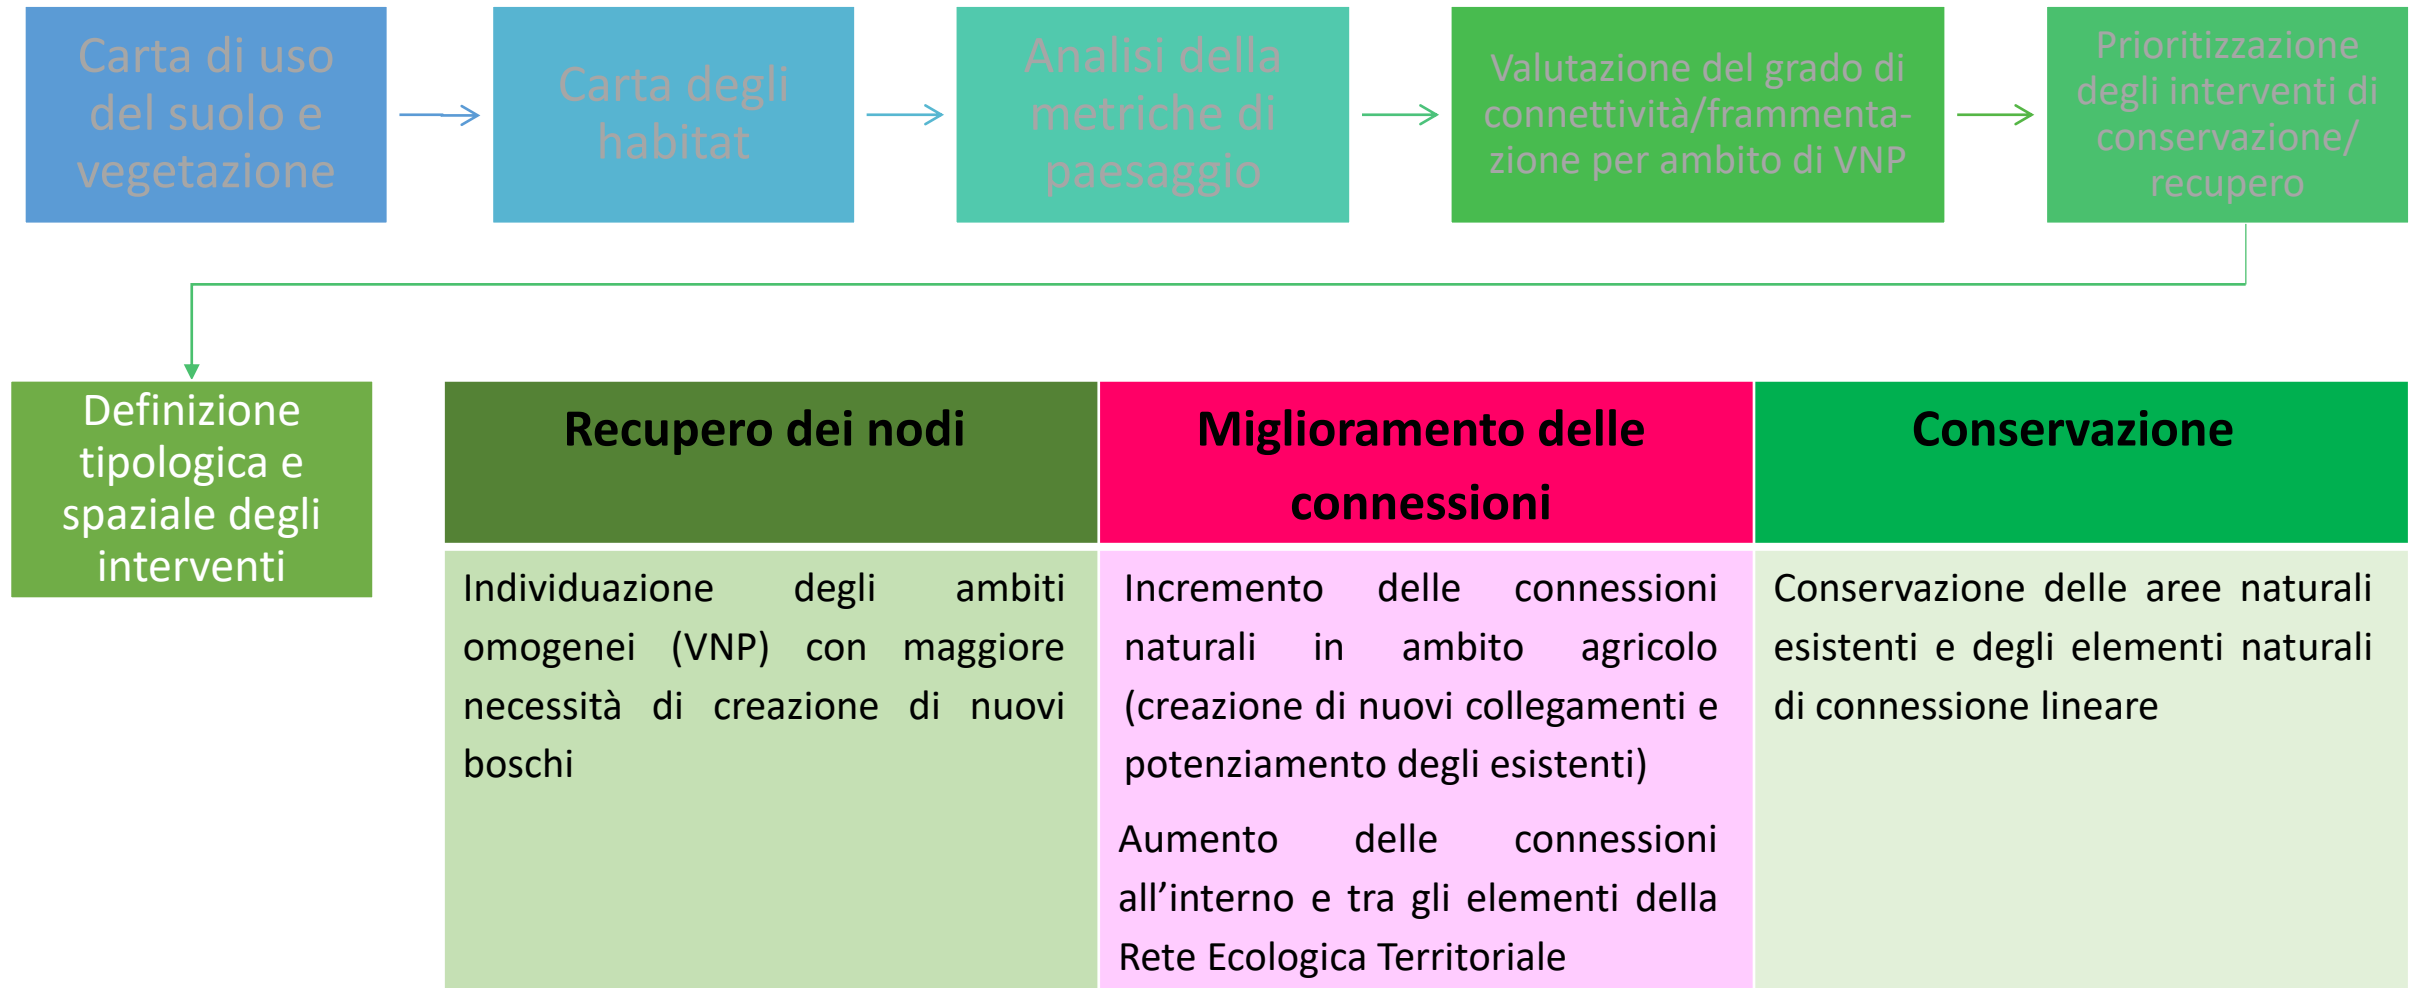 Carta di uso
del suolo e
vegetazione
Carta degli
habitat
Analisi della
metriche di
paesaggio
Valutazione del grado di
connettività/frammenta-
zione per ambito di VNP
Prioritizzazione
degli interventi di
conservazione/
recupero
Definizione
tipologica e
spaziale degli
interventi
Recupero dei nodi
Individuazione degli ambiti
omogenei (VNP) con maggiore
necessità di creazione di nuovi
boschi
Miglioramento delle
connessioni
Incremento delle connessioni
naturali in ambito agricolo
(creazione di nuovi collegamenti e
potenziamento degli esistenti)
Aumento delle connessioni
all’interno e tra gli elementi della
Rete Ecologica Territoriale
Conservazione
Conservazione delle aree naturali
esistenti e degli elementi naturali
di connessione lineare